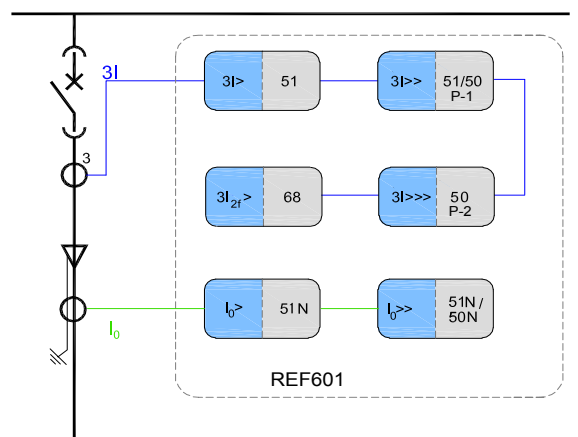 3I
3I>
51
3I>>
51/50
P-1
3
3I2f>
68
3I>>>
50
P-2
I0>
51N
I0>>
51N /
50N
I0
REF601